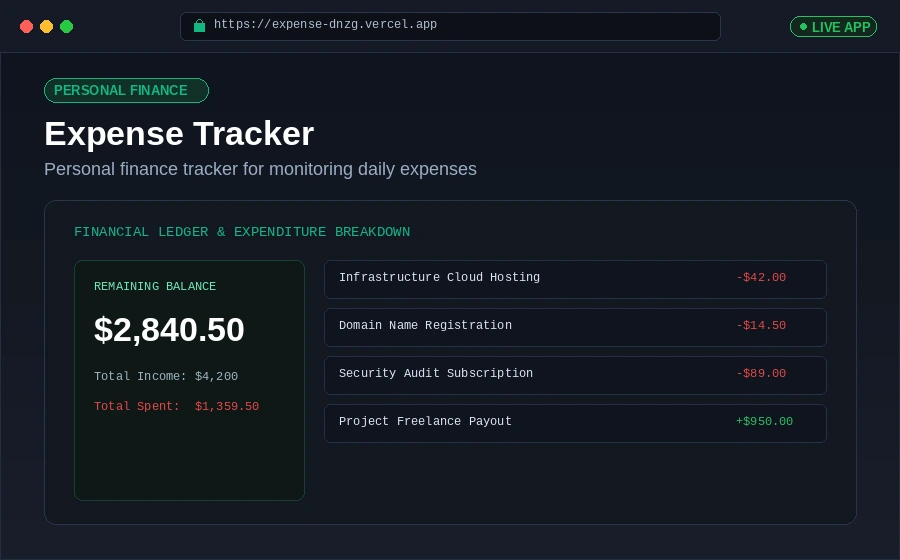 https://expense-dnzg.vercel.app
LIVE APP
PERSONAL FINANCE
Expense Tracker
Personal finance tracker for monitoring daily expenses
FINANCIAL LEDGER & EXPENDITURE BREAKDOWN
REMAINING BALANCE
$2,840.50
Total Income: $4,200
Total Spent: $1,359.50
Infrastructure Cloud Hosting -$42.00
Domain Name Registration -$14.50
Security Audit Subscription -$89.00
Project Freelance Payout +$950.00